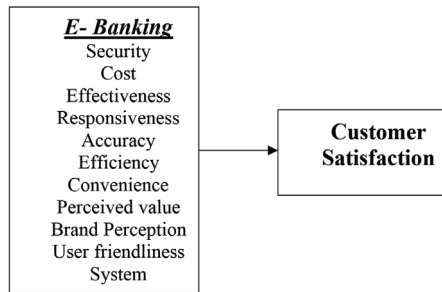 E- Banking
Security
Cost
Effectiveness
Responsiveness
Accuracy
Efficiency
Convenience
Perceived value
Brand Perception
User friendliness
System
Customer
Satisfaction